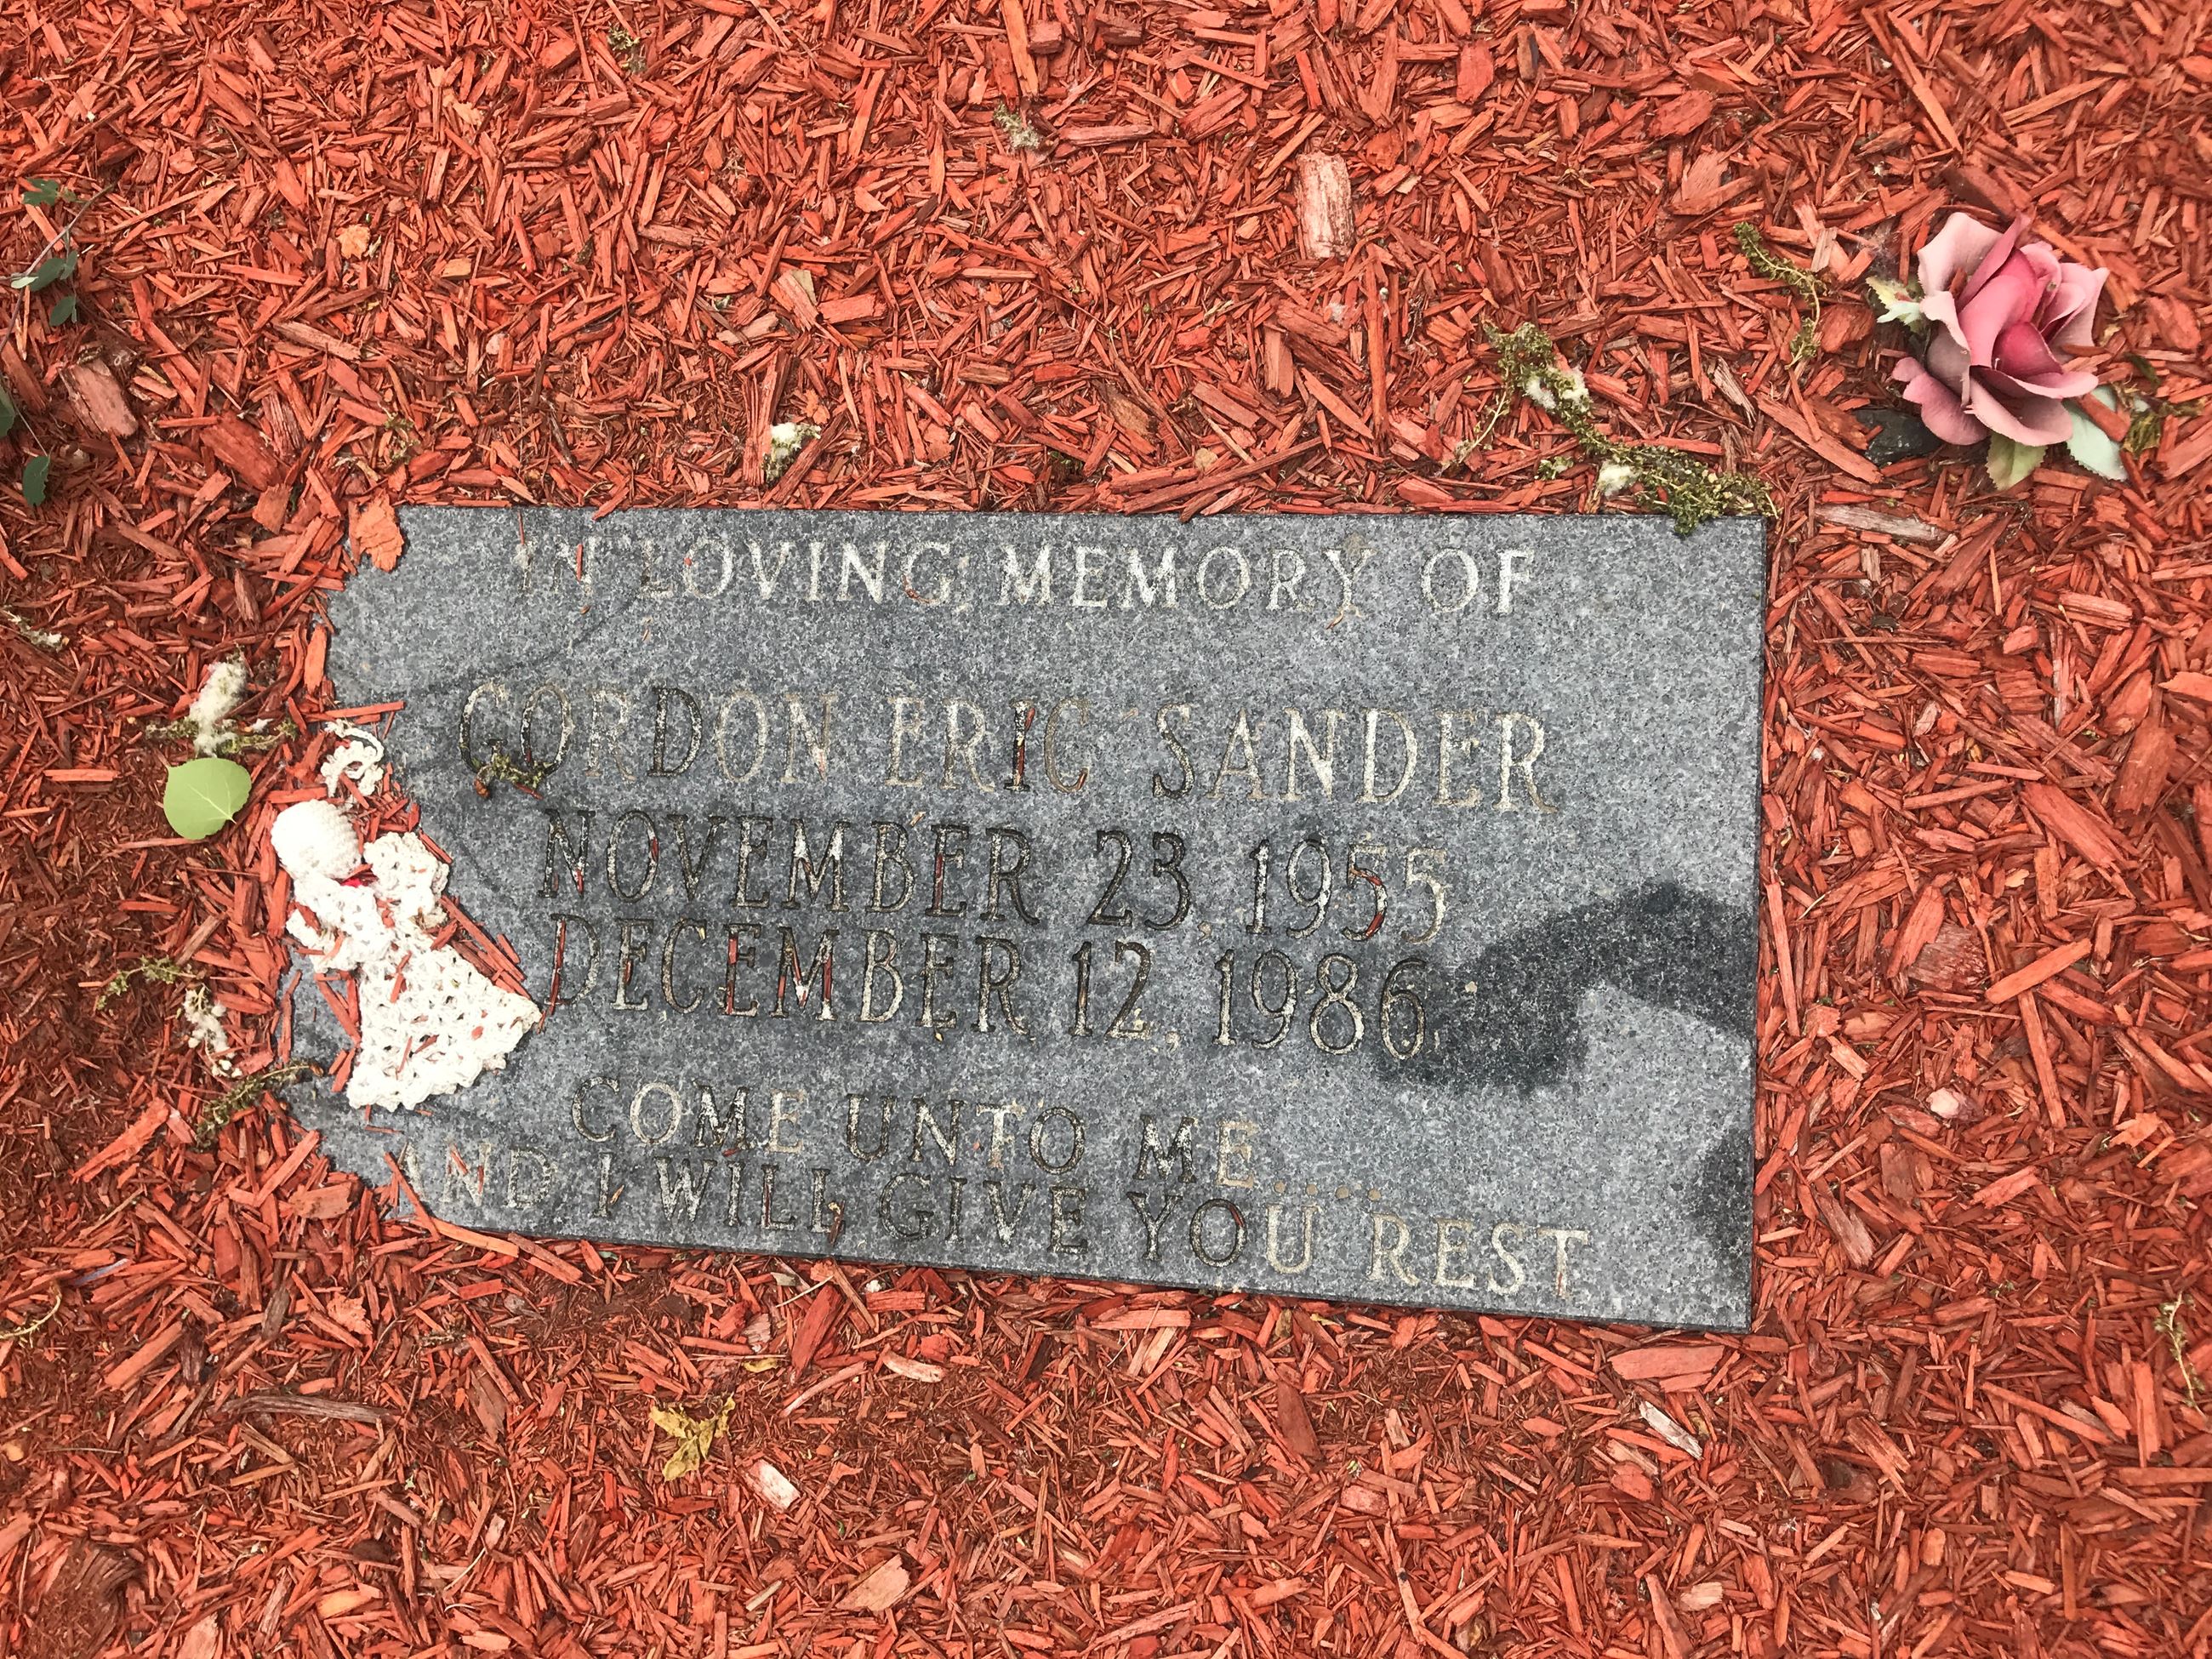 IN LOVING MEMORY OF
GORDON ERIC SANDER
NOVEMBER 23, 1955
DECEMBER 12, 1986
COME UNTO ME....
AND I WILL GIVE YOU REST